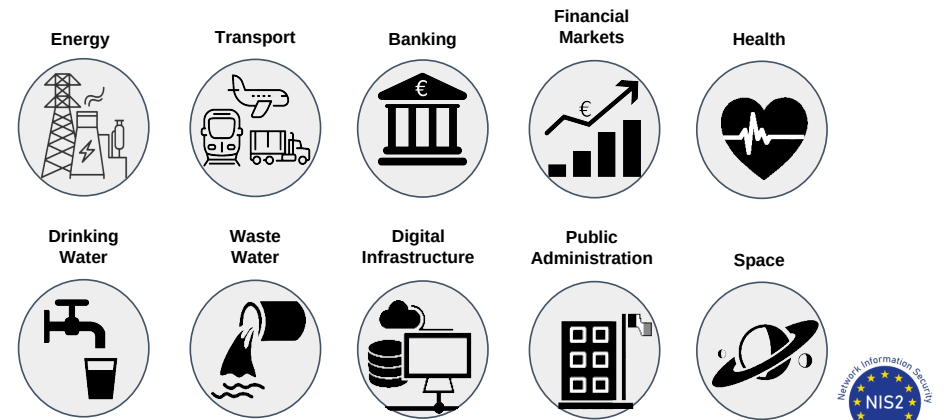 Energy
Transport
Banking
Financial
Markets
Health
€
€
Drinking
Water
Waste
Water
Digital
Infrastructure
Public
Administration
Space
Network Information Security
NIS2